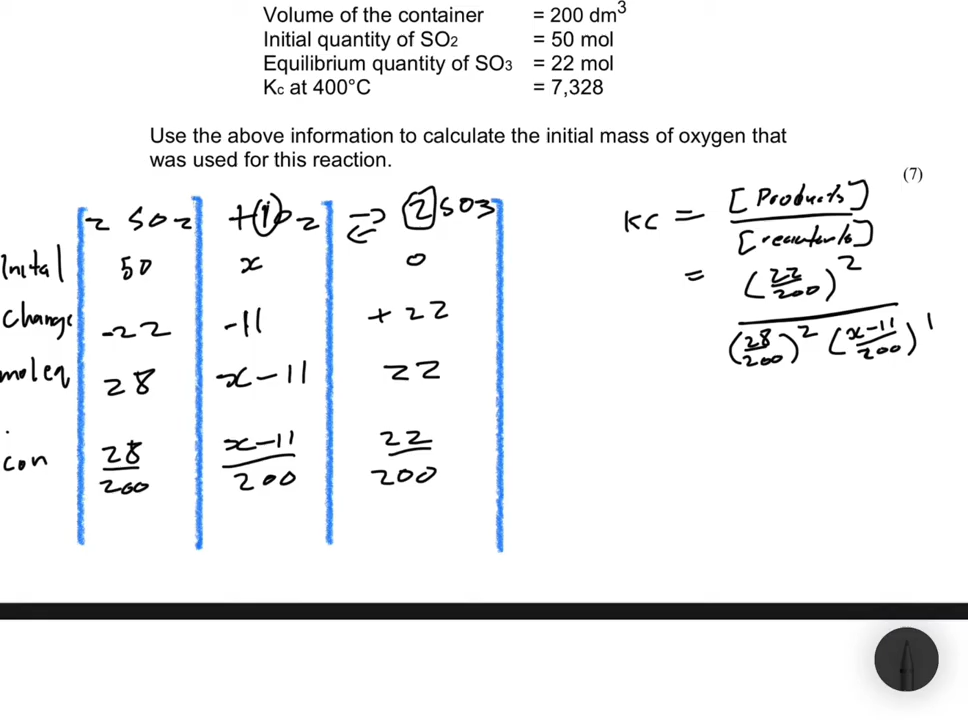 Volume of the container = 200 dm³
Initial quantity of SO₂ = 50 mol
Equilibrium quantity of SO₃ = 22 mol
Kc at 400°C = 7,328
Use the above information to calculate the initial mass of oxygen that
was used for this reaction.
(7)
2 SO2 + (1)O2 ⇌ 2 SO3
Inital 50 x 0
change -22 -11 + 22
mol eq 28 x-11 22
con 28/200 x-11/200 22/200
KC = [Products]/[reactants]
= (22/200)²/(28/200)² (x-11/200)¹